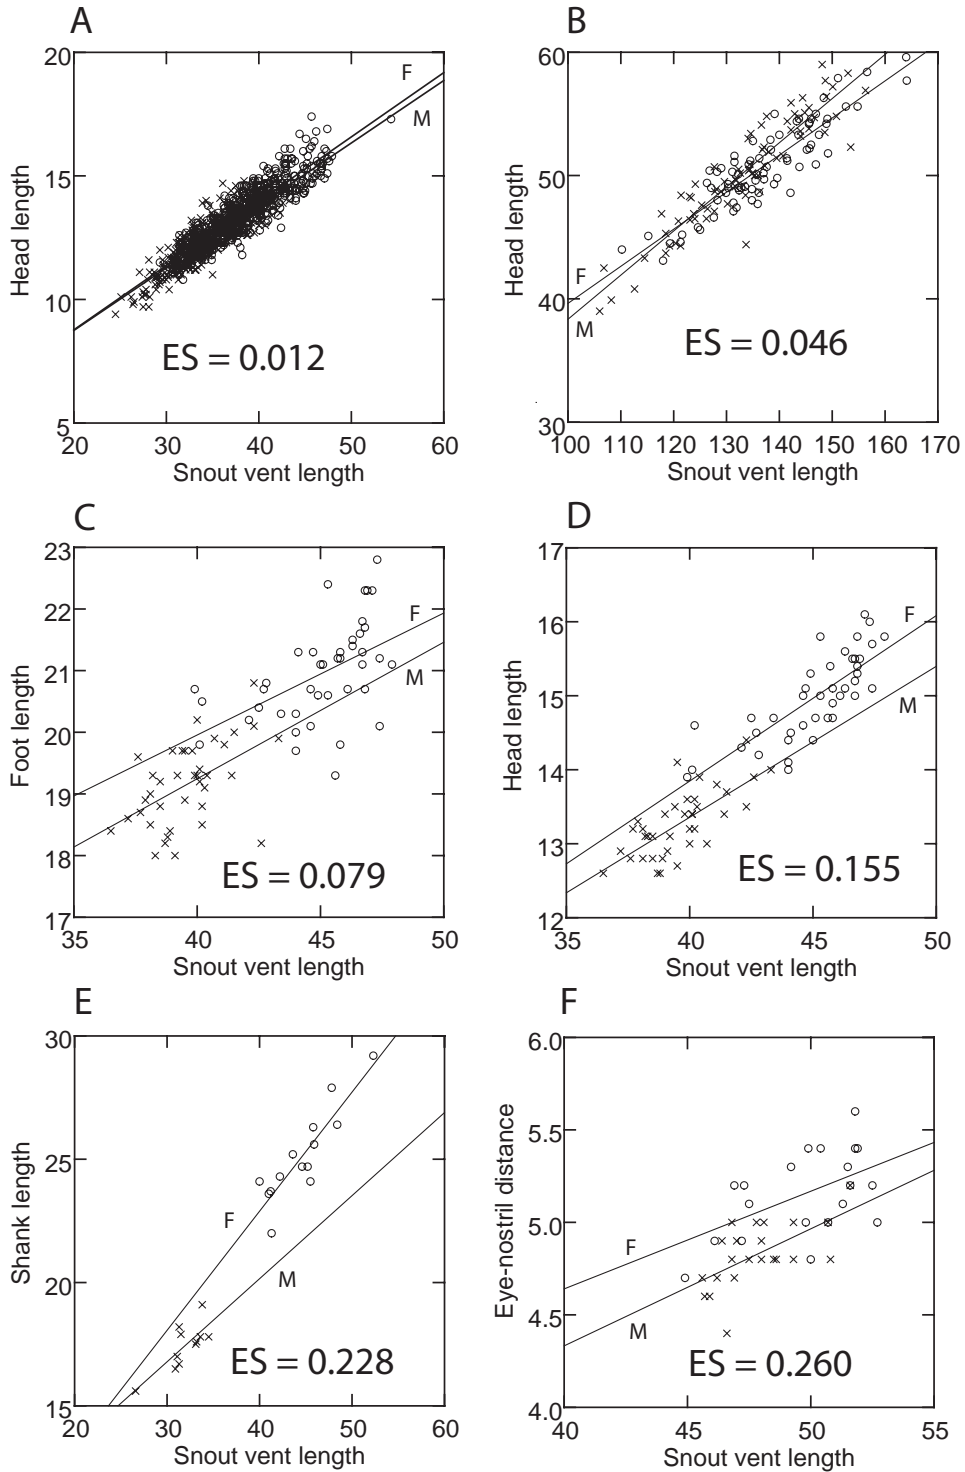 A
20
15
10
5
Head length
F
M
ES = 0.012
20 30 40 50 60
Snout vent length
B
60
50
40
30
Head length
F
M
ES = 0.046
100 110 120 130 140 150 160 170
Snout vent length
C
23
22
21
20
19
18
17
Foot length
F
M
ES = 0.079
35 40 45 50
Snout vent length
D
17
16
15
14
13
12
Head length
F
M
ES = 0.155
35 40 45 50
Snout vent length
E
30
25
20
15
Shank length
F
M
ES = 0.228
20 30 40 50 60
Snout vent length
F
6.0
5.5
5.0
4.5
4.0
Eye-nostril distance
F
M
ES = 0.260
40 45 50 55
Snout vent length